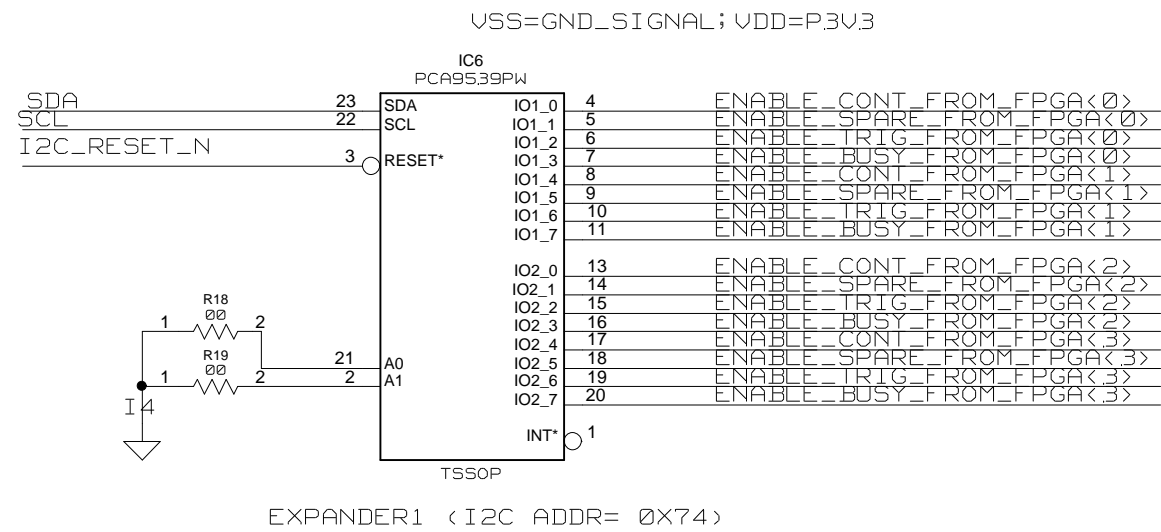 VSS=GND_SIGNAL; VDD=P3V3
IC6
PCA9539PW
SDA 23 SDA IO1_0 4 ENABLE_CONT_FROM_FPGA<0>
SCL 22 SCL IO1_1 5 ENABLE_SPARE_FROM_FPGA<0>
IO1_2 6 ENABLE_TRIG_FROM_FPGA<0>
I2C_RESET_N 3 RESET* IO1_3 7 ENABLE_BUSY_FROM_FPGA<0>
IO1_4 8 ENABLE_CONT_FROM_FPGA<1>
IO1_5 9 ENABLE_SPARE_FROM_FPGA<1>
IO1_6 10 ENABLE_TRIG_FROM_FPGA<1>
IO1_7 11 ENABLE_BUSY_FROM_FPGA<1>
IO2_0 13 ENABLE_CONT_FROM_FPGA<2>
IO2_1 14 ENABLE_SPARE_FROM_FPGA<2>
R18 IO2_2 15 ENABLE_TRIG_FROM_FPGA<2>
00
1 2 IO2_3 16 ENABLE_BUSY_FROM_FPGA<2>
IO2_4 17 ENABLE_CONT_FROM_FPGA<3>
R19 21 A0 IO2_5 18 ENABLE_SPARE_FROM_FPGA<3>
00
1 2 2 A1 IO2_6 19 ENABLE_TRIG_FROM_FPGA<3>
I4 IO2_7 20 ENABLE_BUSY_FROM_FPGA<3>
INT* 1
TSSOP
EXPANDER1 (I2C ADDR= 0X74)